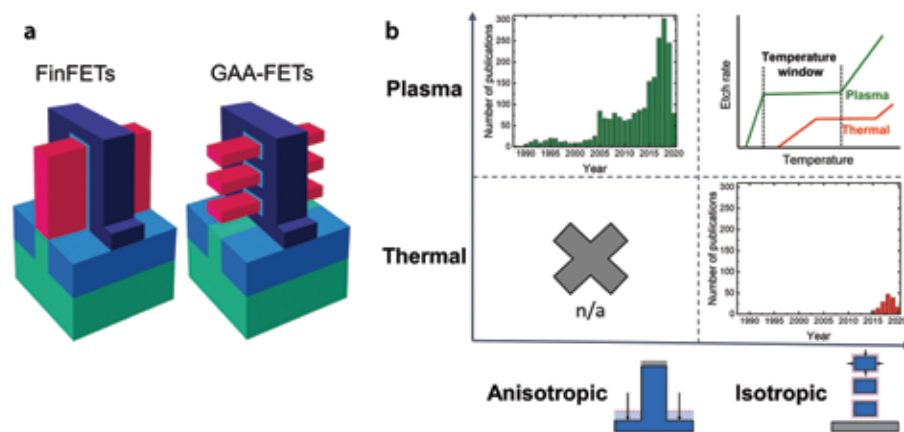 a
FinFETs
GAA-FETs
b
Plasma
Number of publications
300
250
200
150
100
50
0
1990 1995 2000 2005 2010 2015 2020
Year
Etch rate
Temperature
window
Plasma
Thermal
Temperature
Thermal
n/a
Number of publications
300
250
200
150
100
50
0
1990 1995 2000 2005 2010 2015 2020
Year
Anisotropic
Isotropic